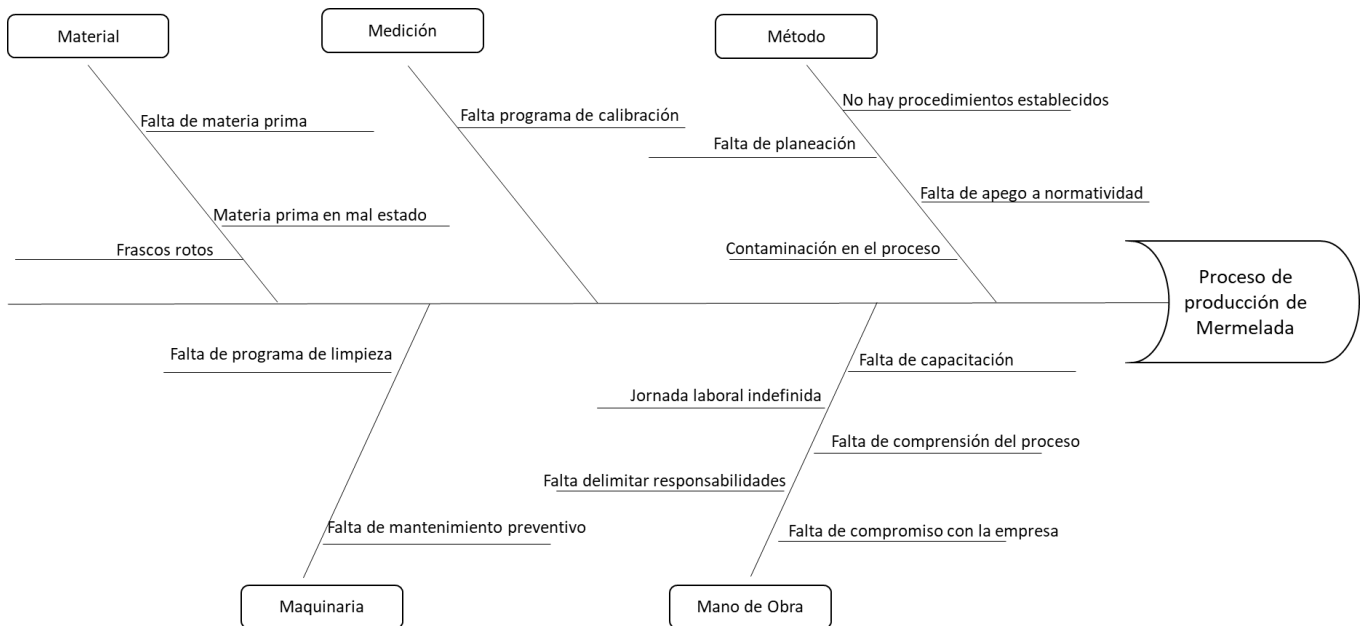 Material
Medición
Método
Falta de materia prima
Falta programa de calibración
No hay procedimientos establecidos
Falta de planeación
Materia prima en mal estado
Falta de apego a normatividad
Frascos rotos
Contaminación en el proceso
Proceso de
producción de
Mermelada
Falta de programa de limpieza
Falta de capacitación
Jornada laboral indefinida
Falta de comprensión del proceso
Falta delimitar responsabilidades
Falta de mantenimiento preventivo
Falta de compromiso con la empresa
Maquinaria
Mano de Obra